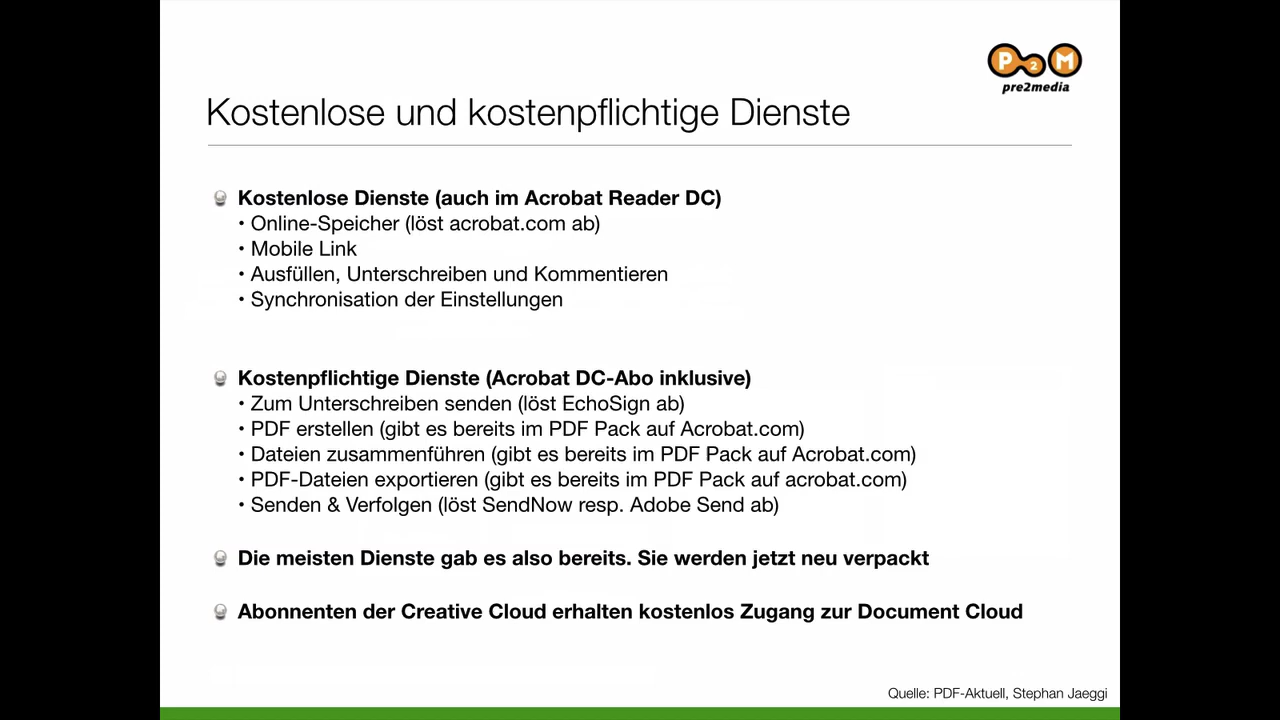 P2M
pre2media
Kostenlose und kostenpflichtige Dienste
Kostenlose Dienste (auch im Acrobat Reader DC)
• Online-Speicher (löst acrobat.com ab)
• Mobile Link
• Ausfüllen, Unterschreiben und Kommentieren
• Synchronisation der Einstellungen
Kostenpflichtige Dienste (Acrobat DC-Abo inklusive)
• Zum Unterschreiben senden (löst EchoSign ab)
• PDF erstellen (gibt es bereits im PDF Pack auf Acrobat.com)
• Dateien zusammenführen (gibt es bereits im PDF Pack auf Acrobat.com)
• PDF-Dateien exportieren (gibt es bereits im PDF Pack auf acrobat.com)
• Senden & Verfolgen (löst SendNow resp. Adobe Send ab)
Die meisten Dienste gab es also bereits. Sie werden jetzt neu verpackt
Abonnenten der Creative Cloud erhalten kostenlos Zugang zur Document Cloud
Quelle: PDF-Aktuell, Stephan Jaeggi